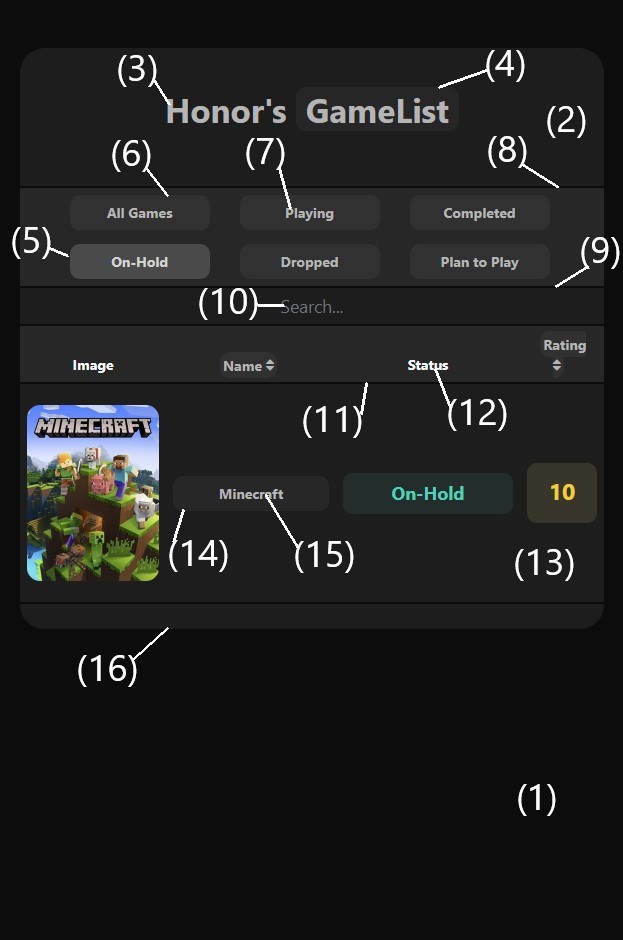 (3)
(4)
Honor's GameList
(2)
(6)
(7)
(8)
All Games
Playing
Completed
(5)
On-Hold
Dropped
Plan to Play
(9)
(10)
Search...
Image
Name
Status
Rating
(11)
(12)
MINECRAFT
Minecraft
On-Hold
10
(14)
(15)
(13)
(16)
(1)